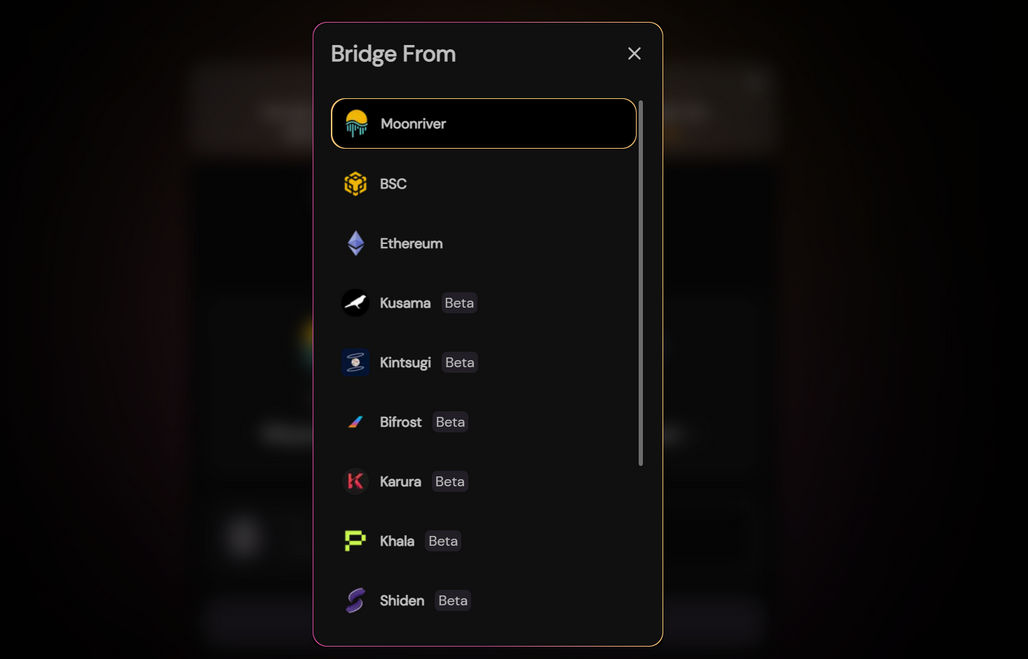 Bridge From
Moonriver
BSC
Ethereum
Kusama Beta
Kintsugi Beta
Bifrost Beta
Karura Beta
Khala Beta
Shiden Beta